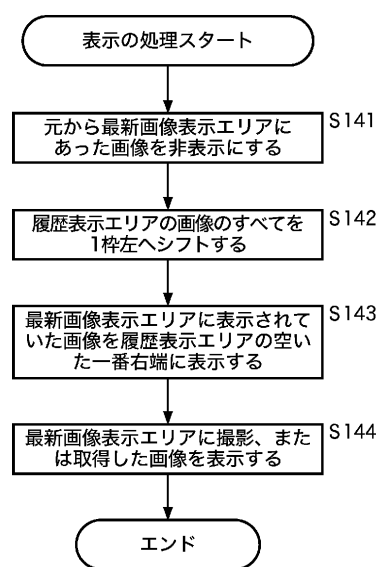 表示の処理スタート
元から最新画像表示エリアに
あった画像を非表示にする
S141
履歴表示エリアの画像のすべてを
1枠左へシフトする
S142
最新画像表示エリアに表示されて
いた画像を履歴表示エリアの空い
た一番右端に表示する
S143
最新画像表示エリアに撮影、また
は取得した画像を表示する
S144
エンド